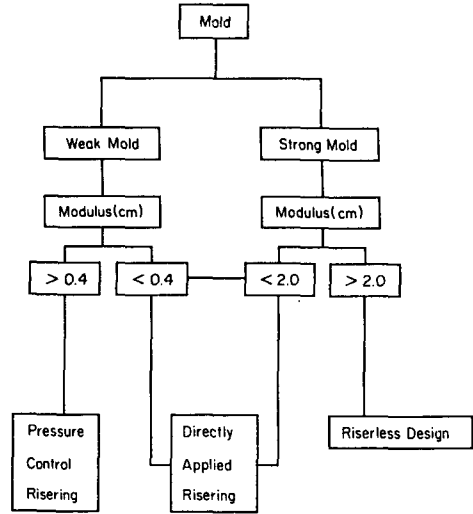 Mold
Weak Mold
Strong Mold
Modulus(cm)
Modulus(cm)
> 0.4
< 0.4
< 2.0
> 2.0
Pressure
Control
Risering
Directly
Applied
Risering
Riserless Design